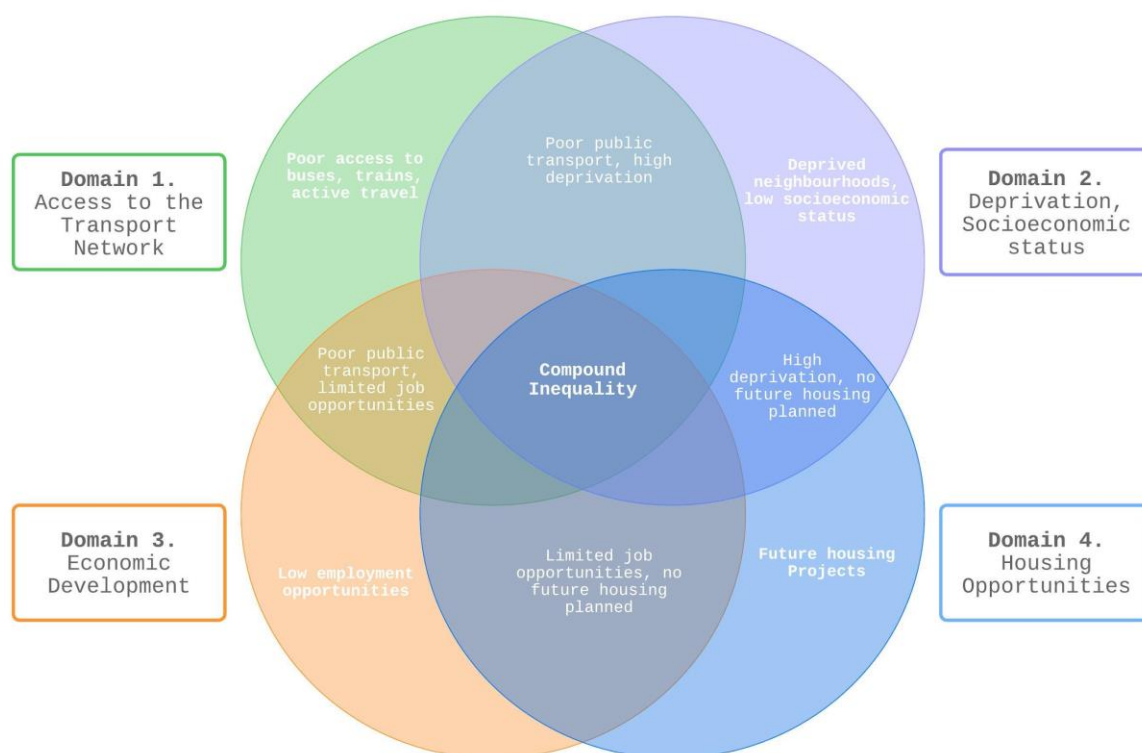 Poor access to
buses, trains,
active travel
Poor public
transport, high
deprivation
Deprived
neighbourhoods,
low socioeconomic
status
Domain 1.
Access to the
Transport
Network
Domain 2.
Deprivation,
Socioeconomic
status
Poor public
transport,
limited job
opportunities
Compound
Inequality
High
deprivation, no
future housing
planned
Domain 3.
Economic
Development
Low employment
opportunities
Limited job
opportunities, no
future housing
planned
Future housing
Projects
Domain 4.
Housing
Opportunities